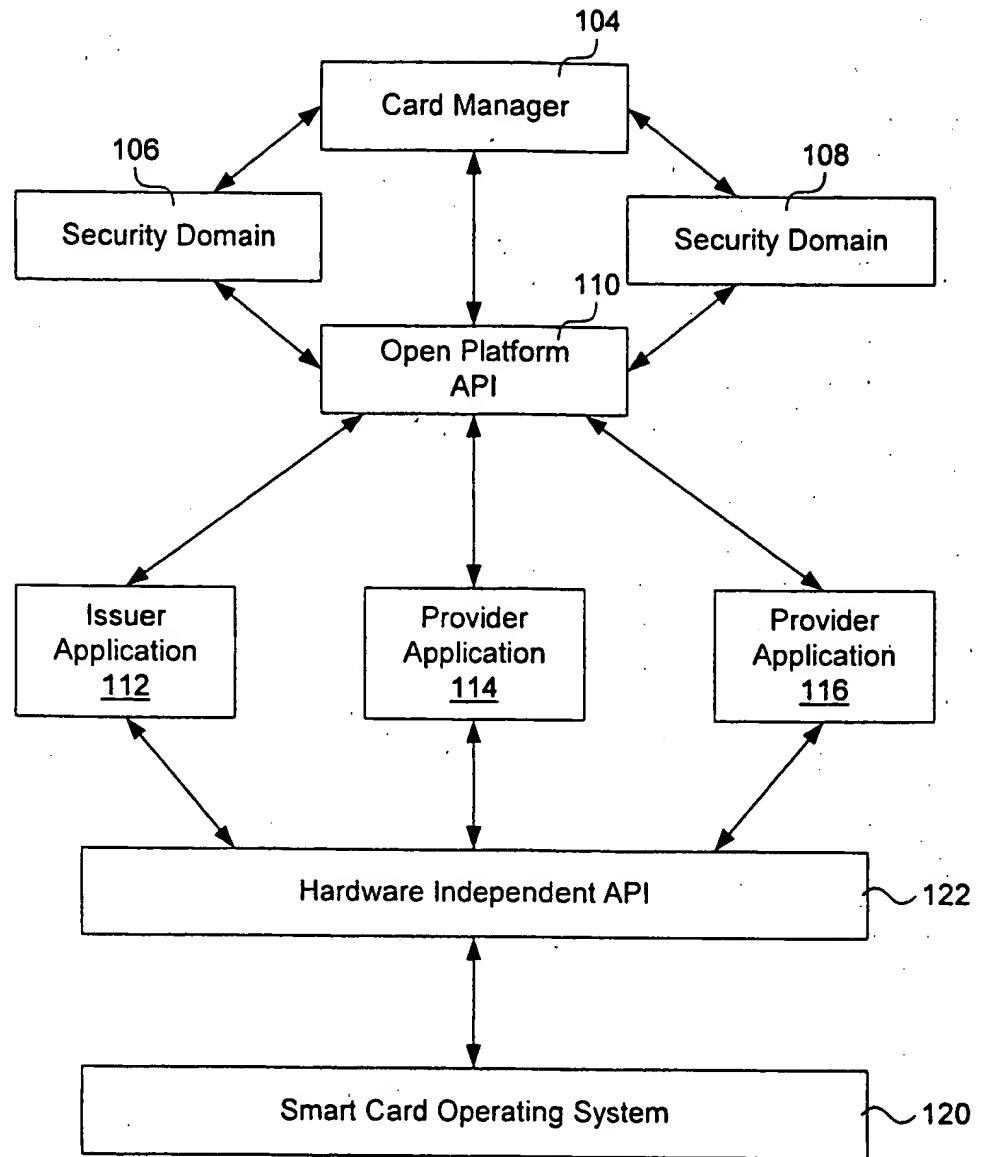 104
Card Manager
106
108
Security Domain
Security Domain
110
Open Platform
API
Issuer
Application
112
Provider
Application
114
Provider
Application
116
Hardware Independent API
122
Smart Card Operating System
120